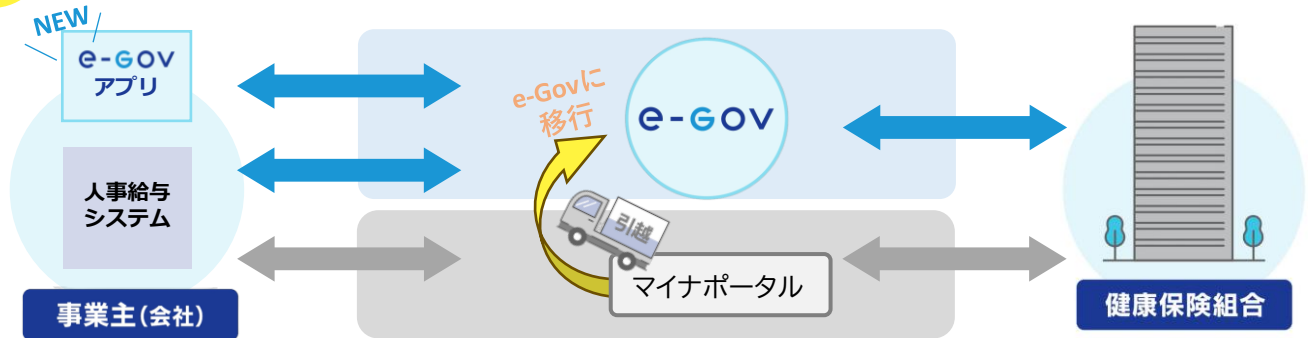 NEW
e-GOV
アプリ
人事給与
システム
事業主(会社)
e-Govに
移行
e-GOV
引越
マイナポータル
健康保険組合